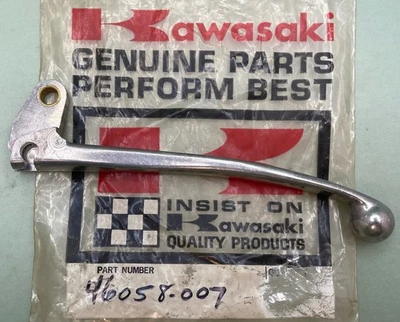 Kawasaki
GENUINE PARTS
PERFORM BEST
INSIST ON
Kawasaki
QUALITY PRODUCTS
PART NUMBER
46058-007